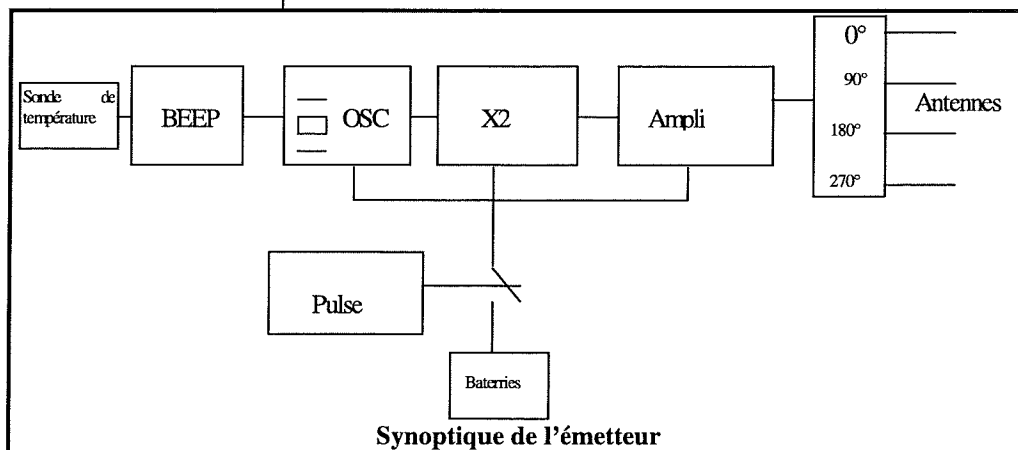 Sonde de
température
BEEP
OSC
X2
Ampli
0°
90°
180°
270°
Antennes
Pulse
Baterries
Synoptique de l'émetteur